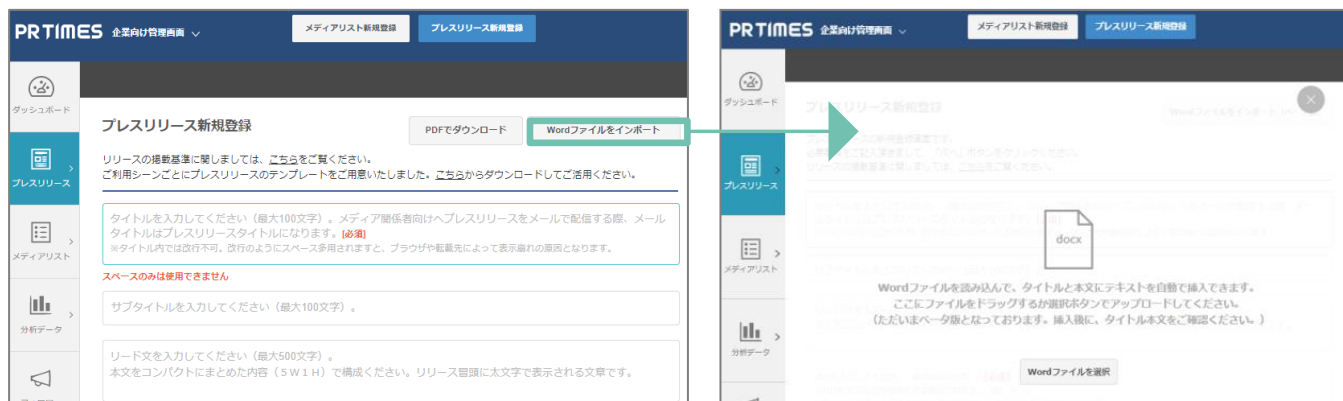 PR TIMES 企業向け管理画面
メディアリスト新規登録
プレスリリース新規登録
ダッシュボード
プレスリリース
メディアリスト
分析データ
プレスリリース新規登録
PDFでダウンロード
Wordファイルをインポート
リリースの掲載基準に関しましては、こちらをご覧ください。
ご利用シーンごとにプレスリリースのテンプレートをご用意いたしました。こちらからダウンロードしてご活用ください。
タイトルを入力してください（最大100文字）。メディア関係者向けへプレスリリースをメールで配信する際、メール
タイトルはプレスリリースタイトルになります。[必須]
※タイトル内では改行不可。改行のようにスペース多用されますと、ブラウザや転載先によって表示崩れの原因となります。
スペースのみは使用できません
サブタイトルを入力してください（最大100文字）。
リード文を入力してください（最大500文字）。
本文をコンパクトにまとめた内容（５Ｗ１Ｈ）で構成ください。リリース冒頭に太文字で表示される文章です。
PR TIMES 企業向け管理画面
メディアリスト新規登録
プレスリリース新規登録
ダッシュボード
プレスリリース
メディアリスト
分析データ
プレスリリース新規登録
Wordファイルをインポート
docx
Wordファイルを読み込んで、タイトルと本文にテキストを自動で挿入できます。
ここにファイルをドラッグするか選択ボタンでアップロードしてください。
（ただいまベータ版となっております。挿入後に、タイトル本文をご確認ください。）
Wordファイルを選択